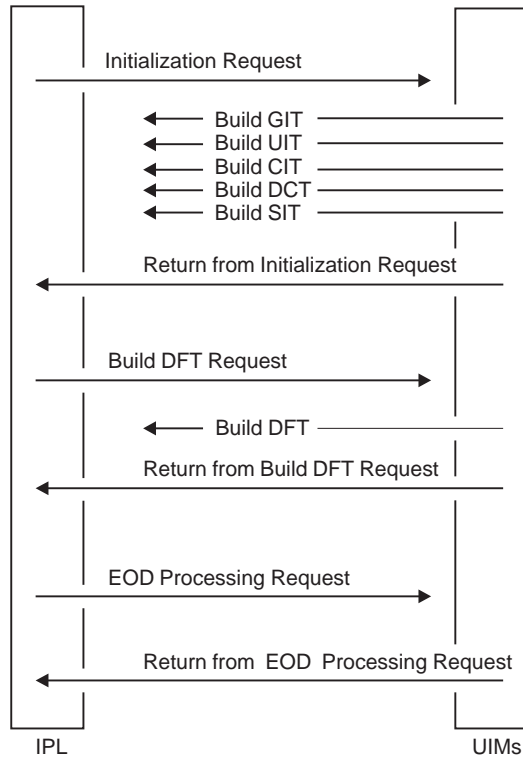 Initialization Request
Build GIT
Build UIT
Build CIT
Build DCT
Build SIT
Return from Initialization Request
Build DFT Request
Build DFT
Return from Build DFT Request
EOD Processing Request
Return from EOD Processing Request
IPL UIMs